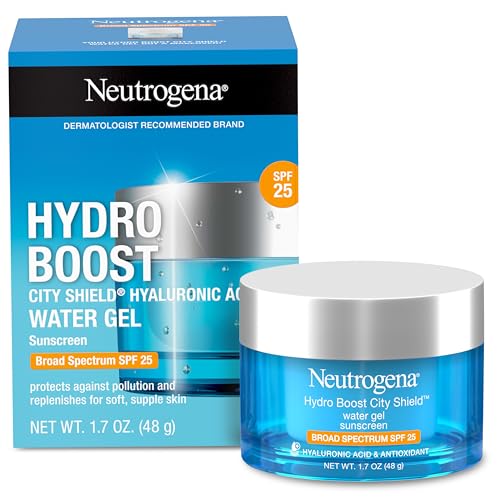 Neutrogena®
DERMATOLOGIST RECOMMENDED BRAND
SPF
25
HYDRO
BOOST
CITY SHIELD® HYALURONIC AC
WATER GEL
Sunscreen
Broad Spectrum SPF 25
protects against pollution and
replenishes for soft, supple skin
NET WT. 1.7 OZ. (48 g)
Neutrogena®
Hydro Boost City Shield™
water gel
sunscreen
BROAD SPECTRUM SPF 25
HYALURONIC ACID & ANTIOXIDANT
NET WT. 1.7 OZ (48 g)